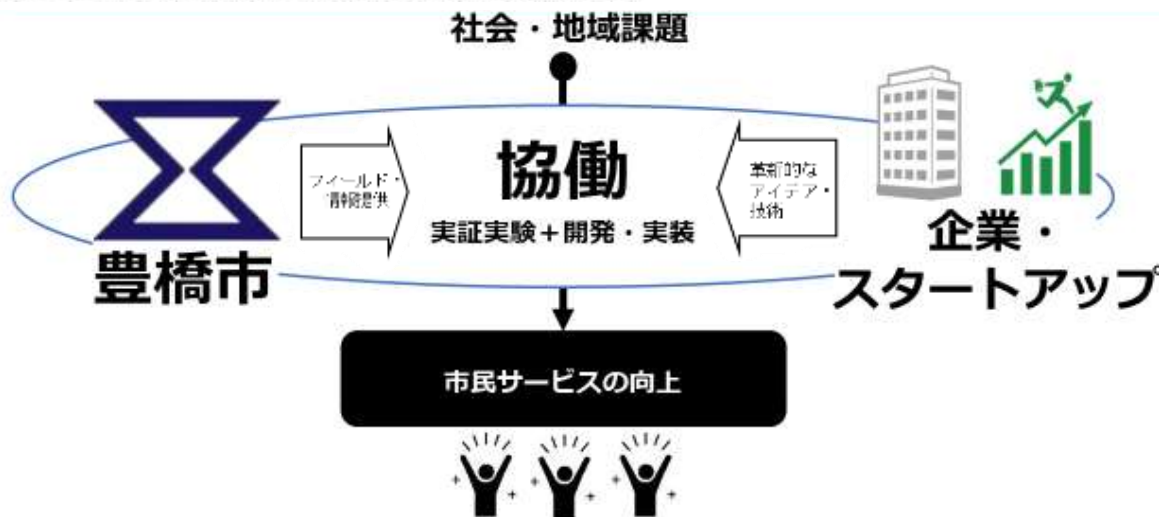 社会・地域課題
フィールド・
情報提供
協働
実証実験＋開発・実装
革新的な
アイデア・
技術
豊橋市
企業・
スタートアップ
市民サービスの向上